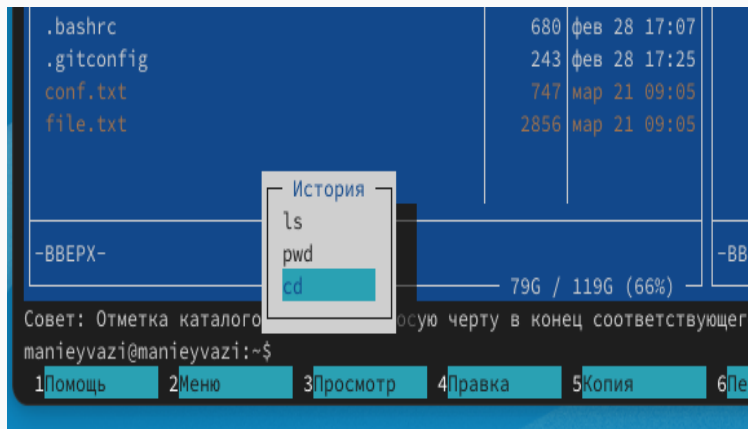 .bashrc 680 фев 28 17:07
.gitconfig 243 фев 28 17:25
conf.txt 747 мар 21 09:05
file.txt 2856 мар 21 09:05
История
ls
pwd
cd
-ВВЕРХ- -ВВ
79G / 119G (66%)
Совет: Отметка каталого осую черту в конец соответствующег
manieyvazi@manieyvazi:~$
1Помощь 2Меню 3Просмотр 4Правка 5Копия 6Пе